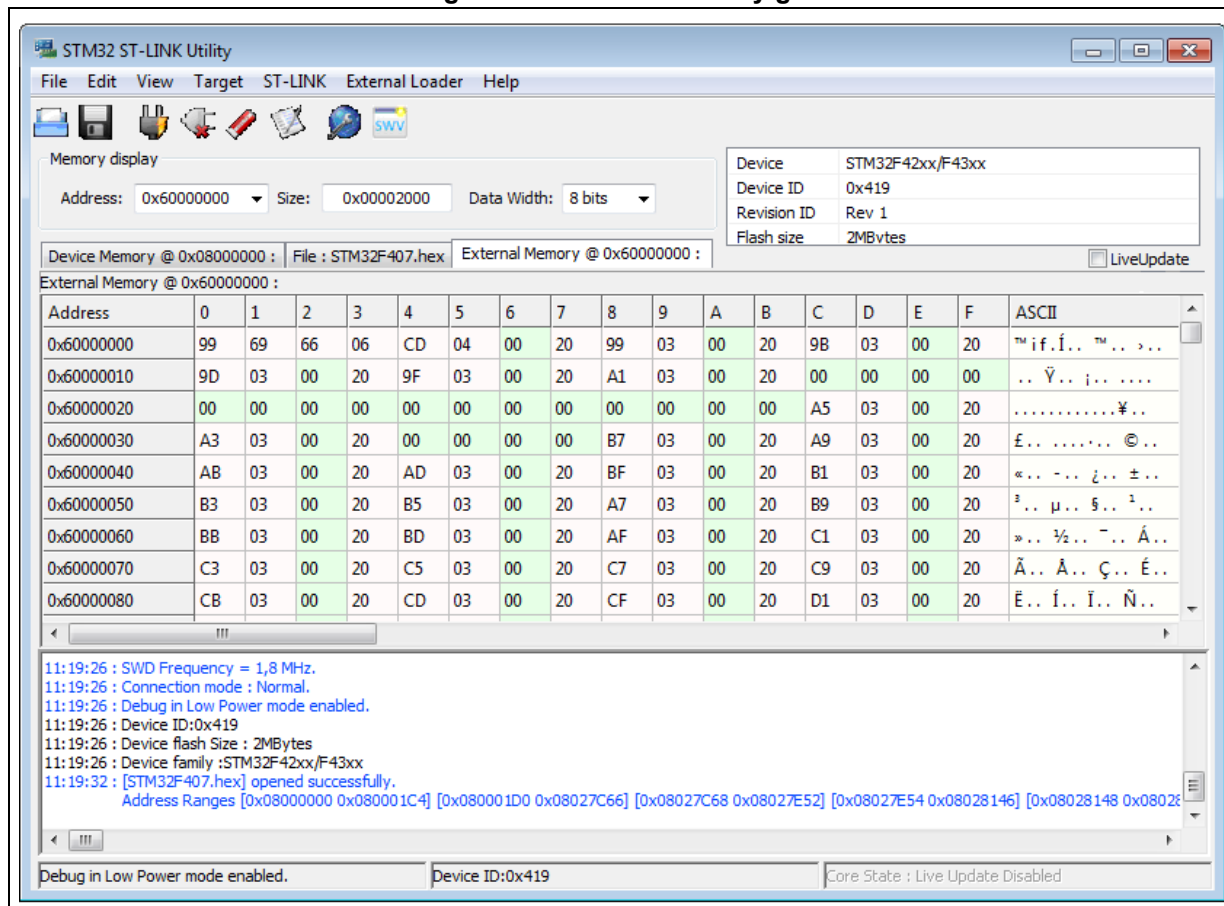 STM32 ST-LINK Utility
File Edit View Target ST-LINK External Loader Help
SWV
Memory display
Address: 0x60000000 Size: 0x00002000 Data Width: 8 bits
Device STM32F42xx/F43xx
Device ID 0x419
Revision ID Rev 1
Flash size 2MBytes
Device Memory @ 0x08000000 : File : STM32F407.hex External Memory @ 0x60000000 : LiveUpdate
External Memory @ 0x60000000 :
Address 0 1 2 3 4 5 6 7 8 9 A B C D E F ASCII
0x60000000 99 69 66 06 CD 04 00 20 99 03 00 20 9B 03 00 20 ™if.Í.. ™.. ›..
0x60000010 9D 03 00 20 9F 03 00 20 A1 03 00 20 00 00 00 00 .. Ÿ.. ¡.. ....
0x60000020 00 00 00 00 00 00 00 00 00 00 00 00 A5 03 00 20 ............¥..
0x60000030 A3 03 00 20 00 00 00 00 B7 03 00 20 A9 03 00 20 £.. ....·.. ©..
0x60000040 AB 03 00 20 AD 03 00 20 BF 03 00 20 B1 03 00 20 «.. -.. ¿.. ±..
0x60000050 B3 03 00 20 B5 03 00 20 A7 03 00 20 B9 03 00 20 ³.. µ.. §.. ¹..
0x60000060 BB 03 00 20 BD 03 00 20 AF 03 00 20 C1 03 00 20 ».. ½.. ¯.. Á..
0x60000070 C3 03 00 20 C5 03 00 20 C7 03 00 20 C9 03 00 20 Ã.. Å.. Ç.. É..
0x60000080 CB 03 00 20 CD 03 00 20 CF 03 00 20 D1 03 00 20 Ë.. Í.. Ï.. Ñ..
11:19:26 : SWD Frequency = 1,8 MHz.
11:19:26 : Connection mode : Normal.
11:19:26 : Debug in Low Power mode enabled.
11:19:26 : Device ID:0x419
11:19:26 : Device flash Size : 2MBytes
11:19:26 : Device family :STM32F42xx/F43xx
11:19:32 : [STM32F407.hex] opened successfully.
Address Ranges [0x08000000 0x080001C4] [0x080001D0 0x08027C66] [0x08027C68 0x08027E52] [0x08027E54 0x08028146] [0x08028148 0x08028
Debug in Low Power mode enabled. Device ID:0x419 Core State : Live Update Disabled